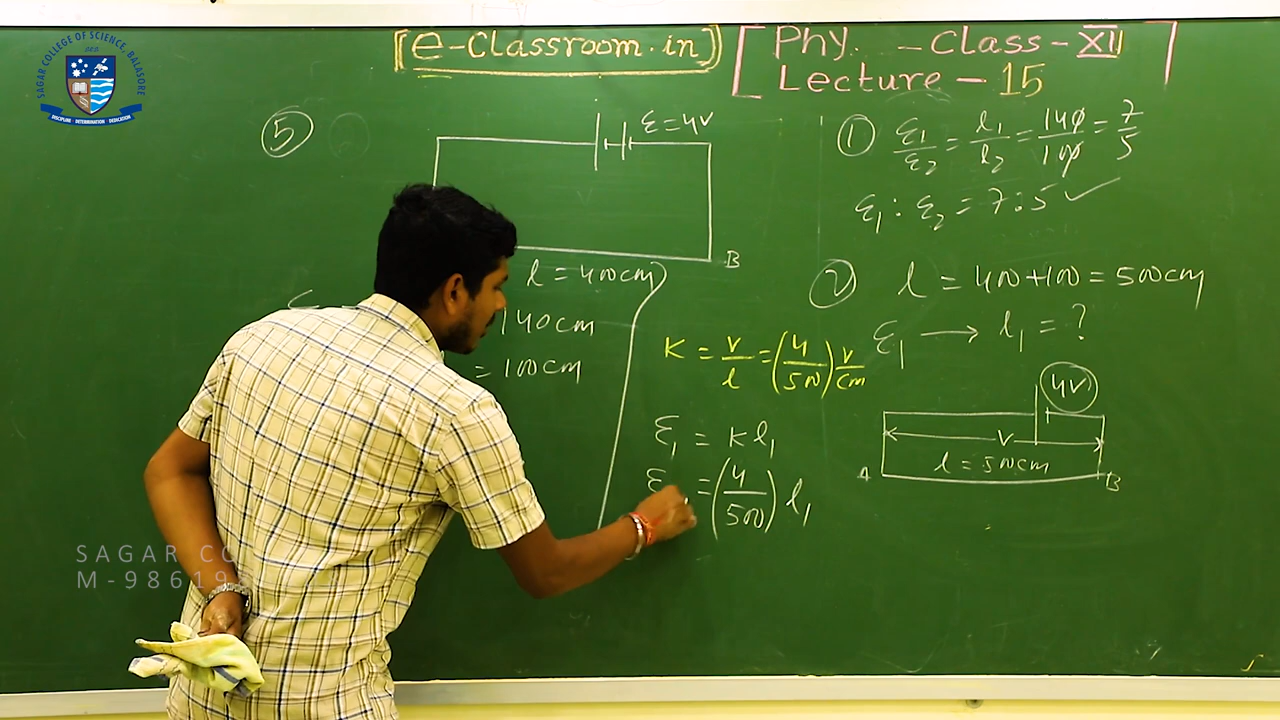 SAGAR COLLEGE OF SCIENCE, BALASORE
DISCIPLINE - DETERMINATION - DEDICATION
[e-Classroom.in]
[Phy. - Class - XII
Lecture - 15]
5
ε = 4V
B
l = 400cm
140cm
= 100cm
1 ε₁/ε₂ = l₁/l₂ = 140/100 = 7/5
ε₁ : ε₂ = 7 : 5 ✓
2 l = 400 + 100 = 500cm
ε₁ → l₁ = ?
K = V/l = (4/500) V/cm
4V
V
l = 500cm
A B
ε₁ = Kl₁
ε = (4/500) l₁
SAGAR CO
M-98619